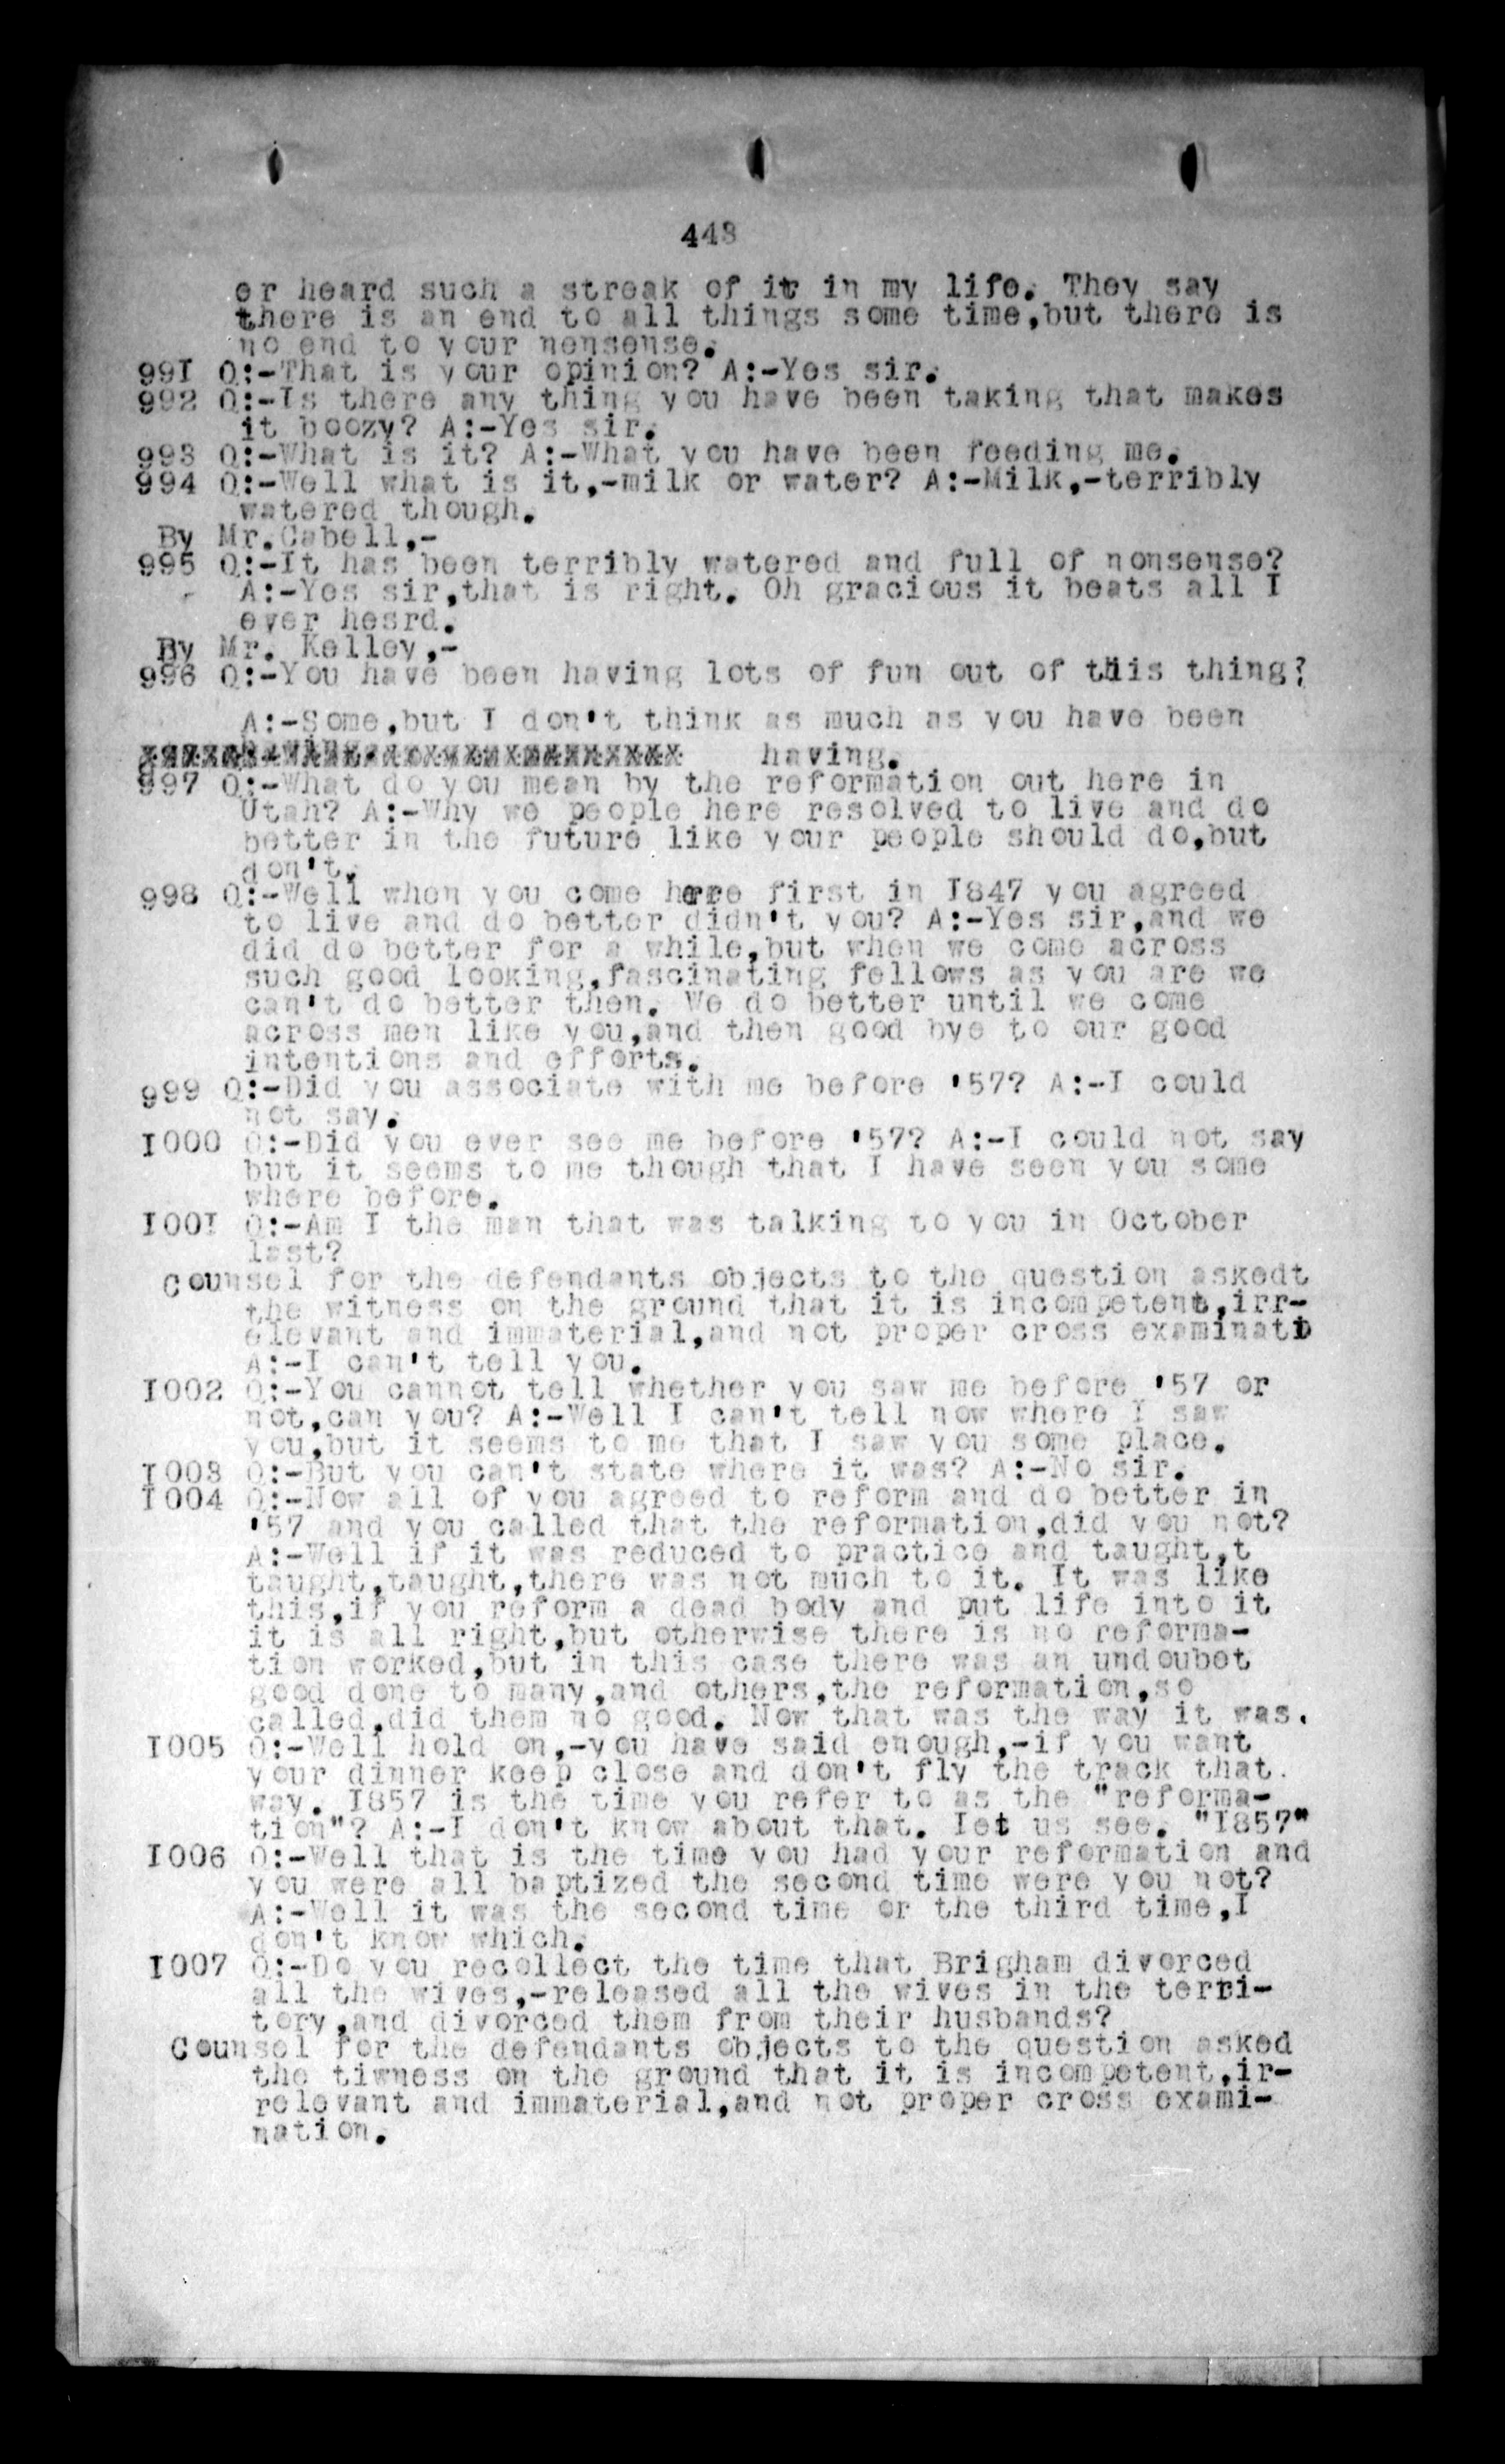 443
er heard such a streak of it in my life. They say
there is an end to all things some time,but there is
no end to your nonsense.
991 Q:-That is your opinion? A:-Yes sir.
992 Q:-Is there any thing you have been taking that makes
it boozy? A:-Yes sir.
993 Q:-What is it? A:-What you have been feeding me.
994 Q:-Well what is it,-milk or water? A:-Milk,-terribly
watered though.
By Mr.Cabell,-
995 Q:-It has been terribly watered and full of nonsense?
A:-Yes sir,that is right. Oh gracious it beats all I
ever hesrd.
By Mr. Kelley,-
996 Q:-You have been having lots of fun out of this thing?
A:-Some,but I don't think as much as you have been
having.
997 Q:-What do you mean by the reformation out here in
Utah? A:-Why we people here resolved to live and do
better in the future like your people should do,but
don't.
998 Q:-Well when you come here first in 1847 you agreed
to live and do better didn't you? A:-Yes sir,and we
did do better for a while,but when we come across
such good looking,fascinating fellows as you are we
can't do better then. We do better until we come
across men like you,and then good bye to our good
intentions and efforts.
999 Q:-Did you associate with me before '57? A:-I could
not say.
1000 Q:-Did you ever see me before '57? A:-I could not say
but it seems to me though that I have seen you some
where before.
1001 Q:-Am I the man that was talking to you in October
last?
Counsel for the defendants objects to the question askedt
the witness on the ground that it is incompetent,irr-
elevant and immaterial,and not proper cross examinati
A:-I can't tell you.
1002 Q:-You cannot tell whether you saw me before '57 or
not,can you? A:-Well I can't tell now where I saw
you,but it seems to me that I saw you some place.
1003 Q:-But you can't state where it was? A:-No sir.
1004 Q:-Now all of you agreed to reform and do better in
'57 and you called that the reformation,did you not?
A:-Well if it was reduced to practice and taught,t
taught,taught,there was not much to it. It was like
this,if you reform a dead body and put life into it
it is all right,but otherwise there is no reforma-
tion worked,but in this case there was an undoubet
good done to many,and others,the reformation,so
called,did them no good. Now that was the way it was.
1005 Q:-Well hold on,-you have said enough,-if you want
your dinner keep close and don't fly the track that
way. 1857 is the time you refer to as the "reforma-
tion"? A:-I don't know about that. Let us see. "1857"
1006 Q:-Well that is the time you had your reformation and
you were all baptized the second time were you not?
A:-Well it was the second time or the third time,I
don't know which.
1007 Q:-Do you recollect the time that Brigham divorced
all the wives,-released all the wives in the terri-
tory,and divorced them from their husbands?
Counsel for the defendants objects to the question asked
the tiwness on the ground that it is incompetent,ir-
relevant and immaterial,and not proper cross exami-
nation.